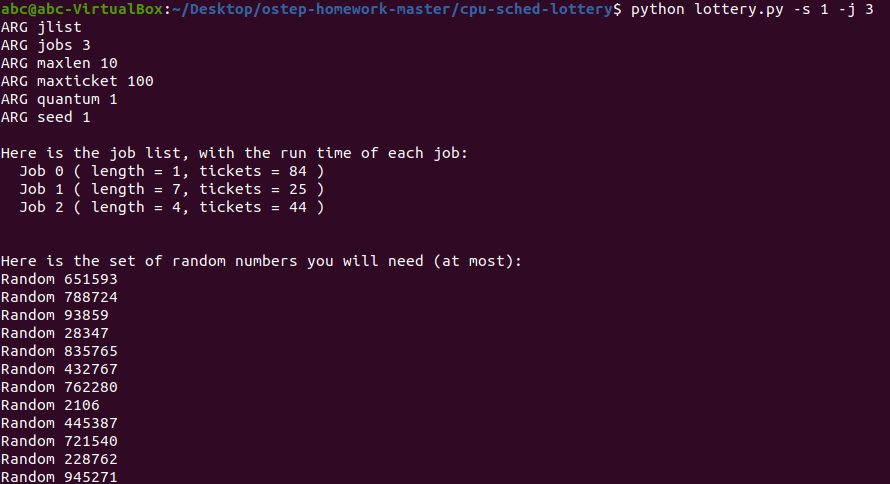 abc@abc-VirtualBox:~/Desktop/ostep-homework-master/cpu-sched-lottery$ python lottery.py -s 1 -j 3
ARG jlist
ARG jobs 3
ARG maxlen 10
ARG maxticket 100
ARG quantum 1
ARG seed 1
Here is the job list, with the run time of each job:
  Job 0 ( length = 1, tickets = 84 )
  Job 1 ( length = 7, tickets = 25 )
  Job 2 ( length = 4, tickets = 44 )
Here is the set of random numbers you will need (at most):
Random 651593
Random 788724
Random 93859
Random 28347
Random 835765
Random 432767
Random 762280
Random 2106
Random 445387
Random 721540
Random 228762
Random 945271